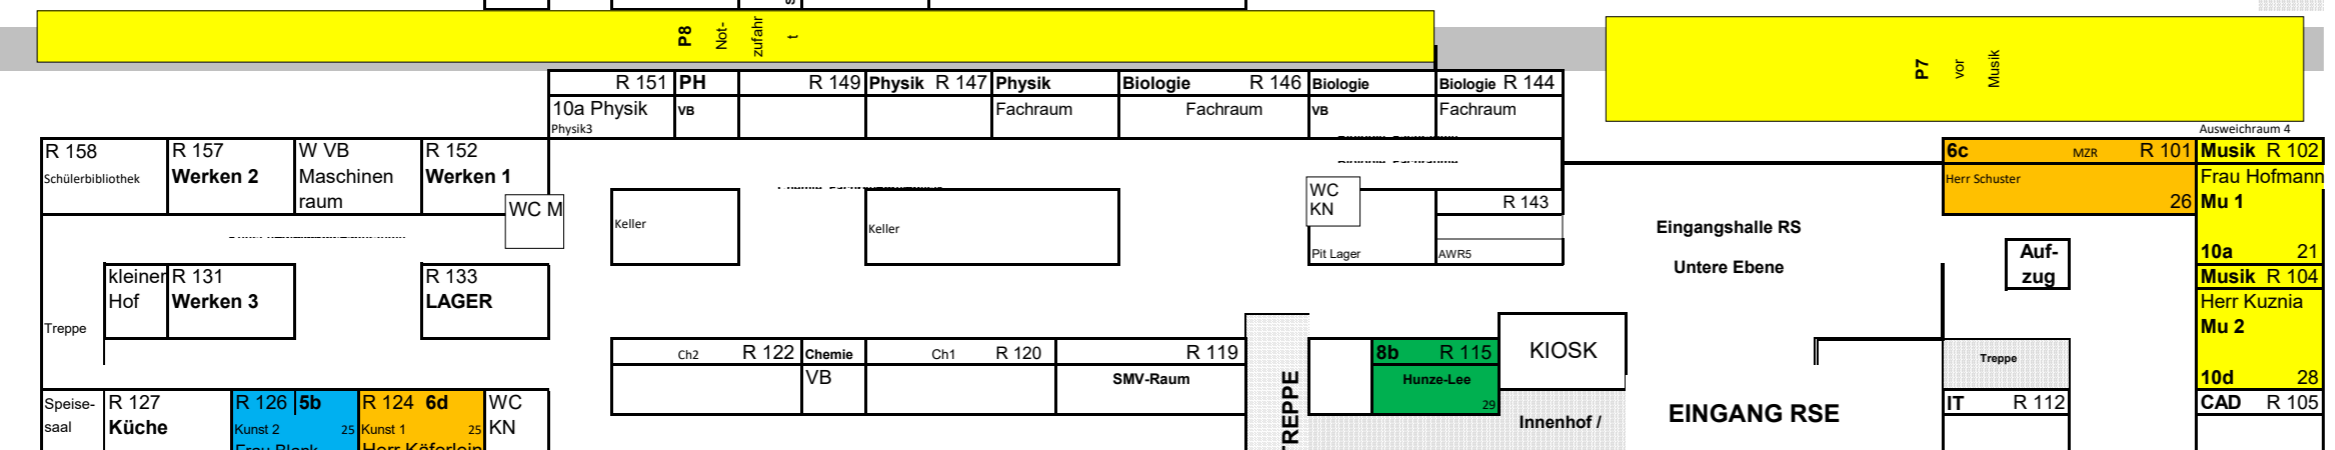 P8
Not-
zufahr
t
P7
vor
Musik
R 151 PH R 149 Physik R 147 Physik Biologie R 146 Biologie Biologie R 144
10a Physik VB Fachraum Fachraum VB Fachraum
Physik3
Ausweichraum 4
R 158 R 157 W VB R 152
Schülerbibliothek Werken 2 Maschinen Werken 1
raum
WC M
6c MZR R 101 Musik R 102
Herr Schuster Frau Hofmann
26 Mu 1
10a 21
Musik R 104
Herr Kuznia
Mu 2
10d 28
CAD R 105
Keller
Keller
WC
KN
R 143
Pit Lager AWR5
Eingangshalle RS
Untere Ebene
Auf-
zug
kleiner R 131 R 133
Hof Werken 3 LAGER
Treppe
Ch2 R 122 Chemie Ch1 R 120 R 119
VB SMV-Raum
TREPPE
8b R 115
Hunze-Lee
29
KIOSK
Innenhof /
EINGANG RSE
Treppe
IT R 112
Speise- R 127 R 126 5b R 124 6d WC
saal Küche Kunst 2 25 Kunst 1 25 KN
Frau Blank Herr Käferlein